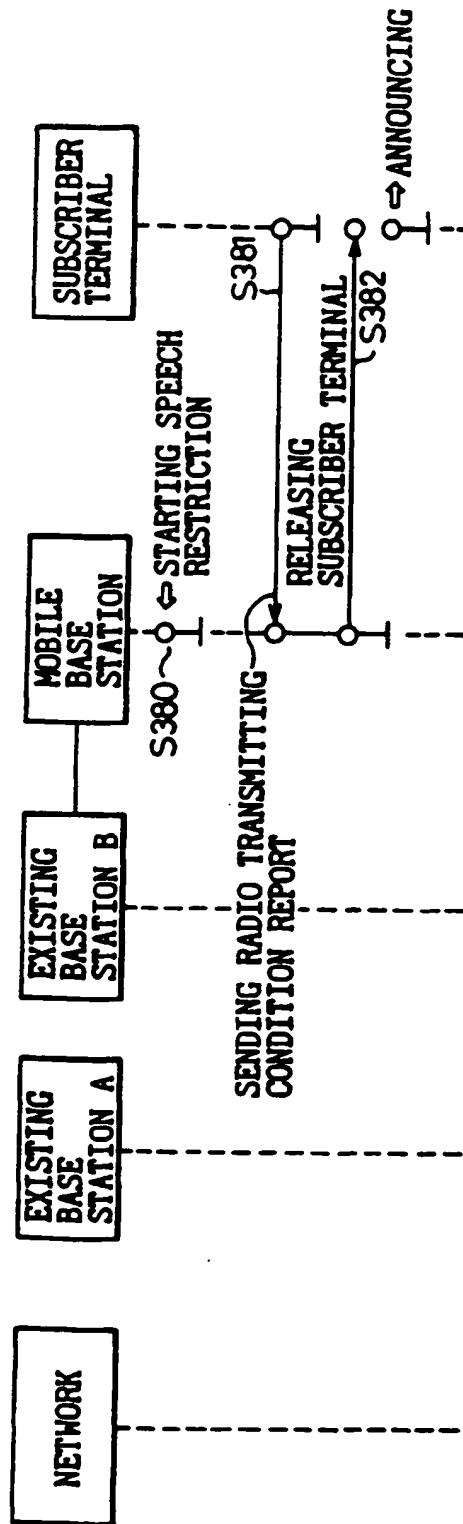 NETWORK
EXISTING
BASE
STATION A
EXISTING
BASE
STATION B
MOBILE
BASE
STATION
SUBSCRIBER
TERMINAL
S380
⇦ STARTING SPEECH
RESTRICTION
SENDING RADIO TRANSMITTING
CONDITION REPORT
S381
RELEASING
SUBSCRIBER TERMINAL
S382
⇨ ANNOUNCING